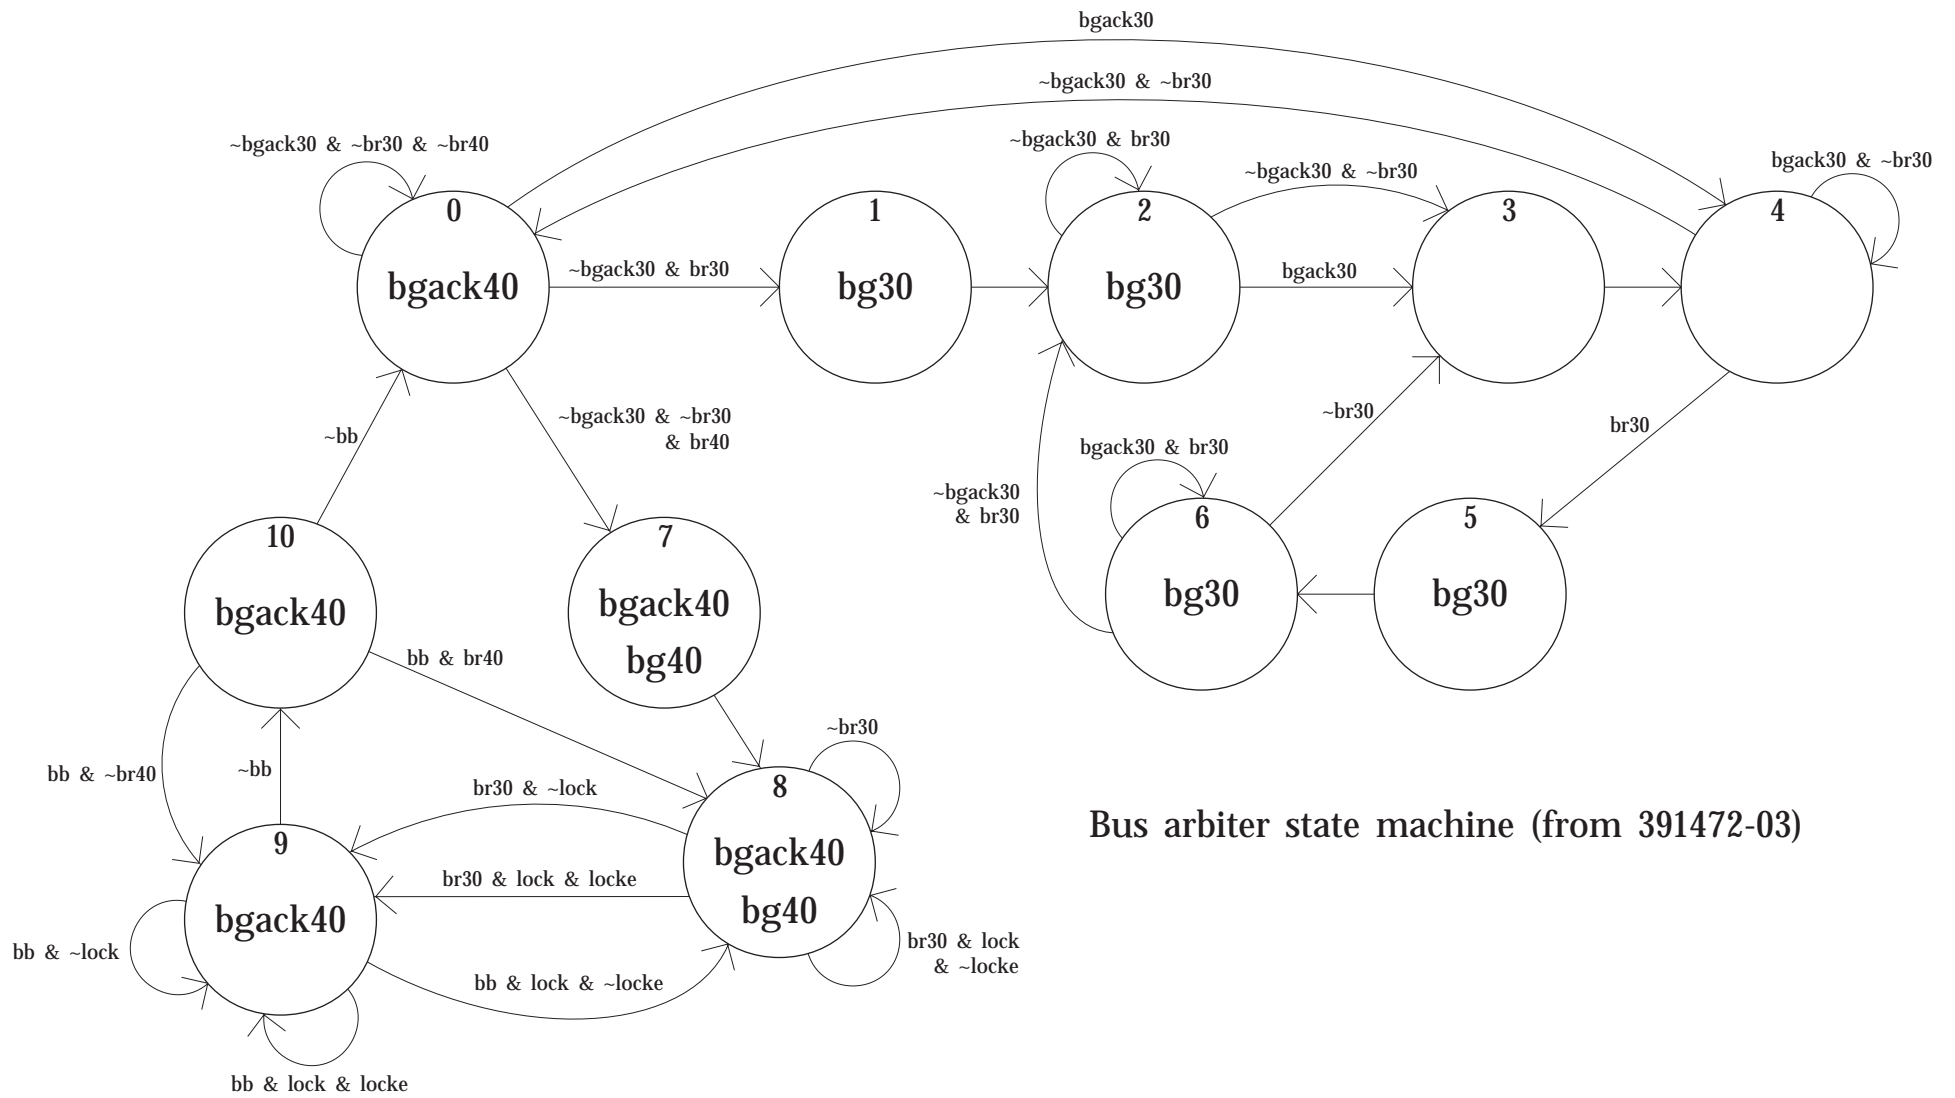 bgack30
~bgack30 & ~br30
~bgack30 & ~br30 & ~br40
~bgack30 & br30
~bgack30 & ~br30
bgack30 & ~br30
0
bgack40
~bgack30 & br30
1
bg30
2
bg30
bgack30
3
4
~bb
~bgack30 & ~br30
& br40
~br30
br30
bgack30 & br30
~bgack30
& br30
6
bg30
5
bg30
10
bgack40
7
bgack40
bg40
bb & br40
~br30
bb & ~br40
~bb
br30 & ~lock
8
bgack40
bg40
Bus arbiter state machine (from 391472-03)
9
bgack40
br30 & lock & locke
bb & ~lock
bb & lock & ~locke
br30 & lock
& ~locke
bb & lock & locke